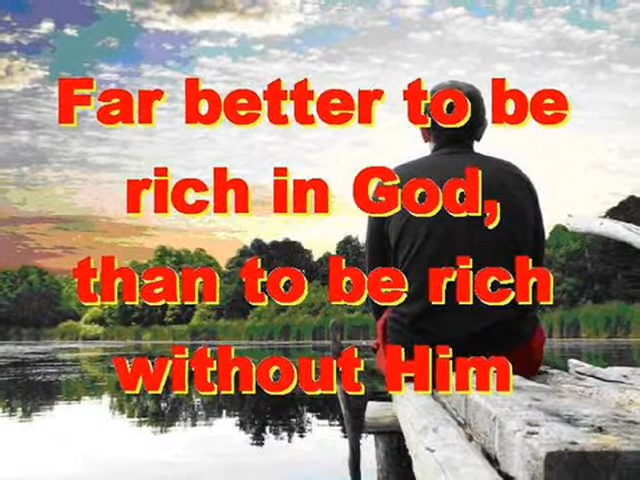 Far better to be
rich in God,
than to be rich
without Him